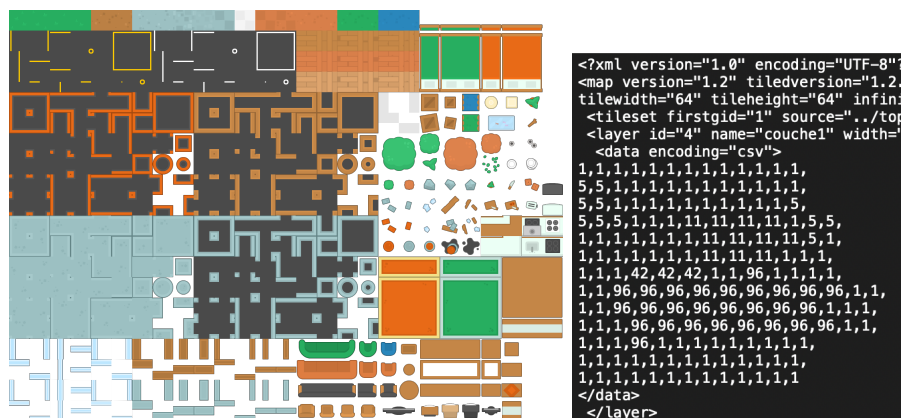 <?xml version="1.0" encoding="UTF-8"?
<map version="1.2" tiledversion="1.2.
tilewidth="64" tileheight="64" infini
<tileset firstgid="1" source="../top
<layer id="4" name="couche1" width="
<data encoding="csv">
1,1,1,1,1,1,1,1,1,1,1,1,1,
5,5,1,1,1,1,1,1,1,1,1,1,1,
5,5,1,1,1,1,1,1,1,1,1,1,5,
5,5,5,1,1,1,11,11,11,11,1,5,5,
1,1,1,1,1,1,1,11,11,11,11,5,1,
1,1,1,1,1,1,1,11,11,11,1,1,1,
1,1,1,42,42,42,1,1,96,1,1,1,1,
1,1,96,96,96,96,96,96,96,96,96,1,1,
1,1,96,96,96,96,96,96,96,96,1,1,1,
1,1,1,96,96,96,96,96,96,96,96,1,1,
1,1,1,96,1,1,1,1,1,1,1,1,1,
1,1,1,1,1,1,1,1,1,1,1,1,1,
1,1,1,1,1,1,1,1,1,1,1,1,1
</data>
</layer>